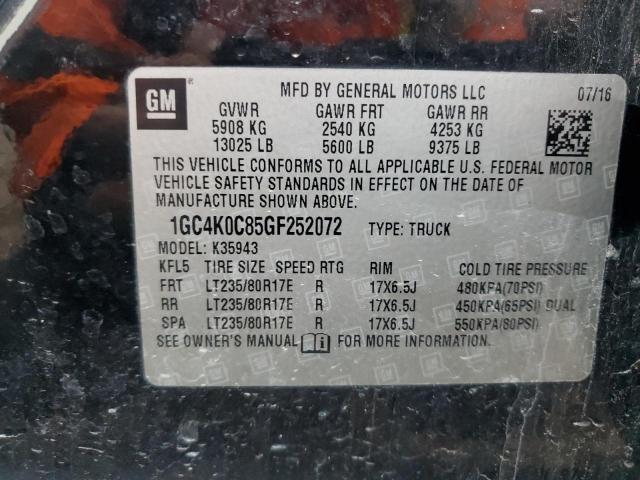 GM
MFD BY GENERAL MOTORS LLC 07/16
GVWR GAWR FRT GAWR RR
5908 KG 2540 KG 4253 KG
13025 LB 5600 LB 9375 LB
THIS VEHICLE CONFORMS TO ALL APPLICABLE U.S. FEDERAL MOTOR
VEHICLE SAFETY STANDARDS IN EFFECT ON THE DATE OF
MANUFACTURE SHOWN ABOVE.
1GC4K0C85GF252072 TYPE: TRUCK
MODEL: K35943
KFL5 TIRE SIZE SPEED RTG RIM COLD TIRE PRESSURE
FRT LT235/80R17E R 17X6.5J 480KPA(70PSI)
RR LT235/80R17E R 17X6.5J 450KPA(65PSI) DUAL
SPA LT235/80R17E R 17X6.5J 550KPA(80PSI)
SEE OWNER'S MANUAL FOR MORE INFORMATION.